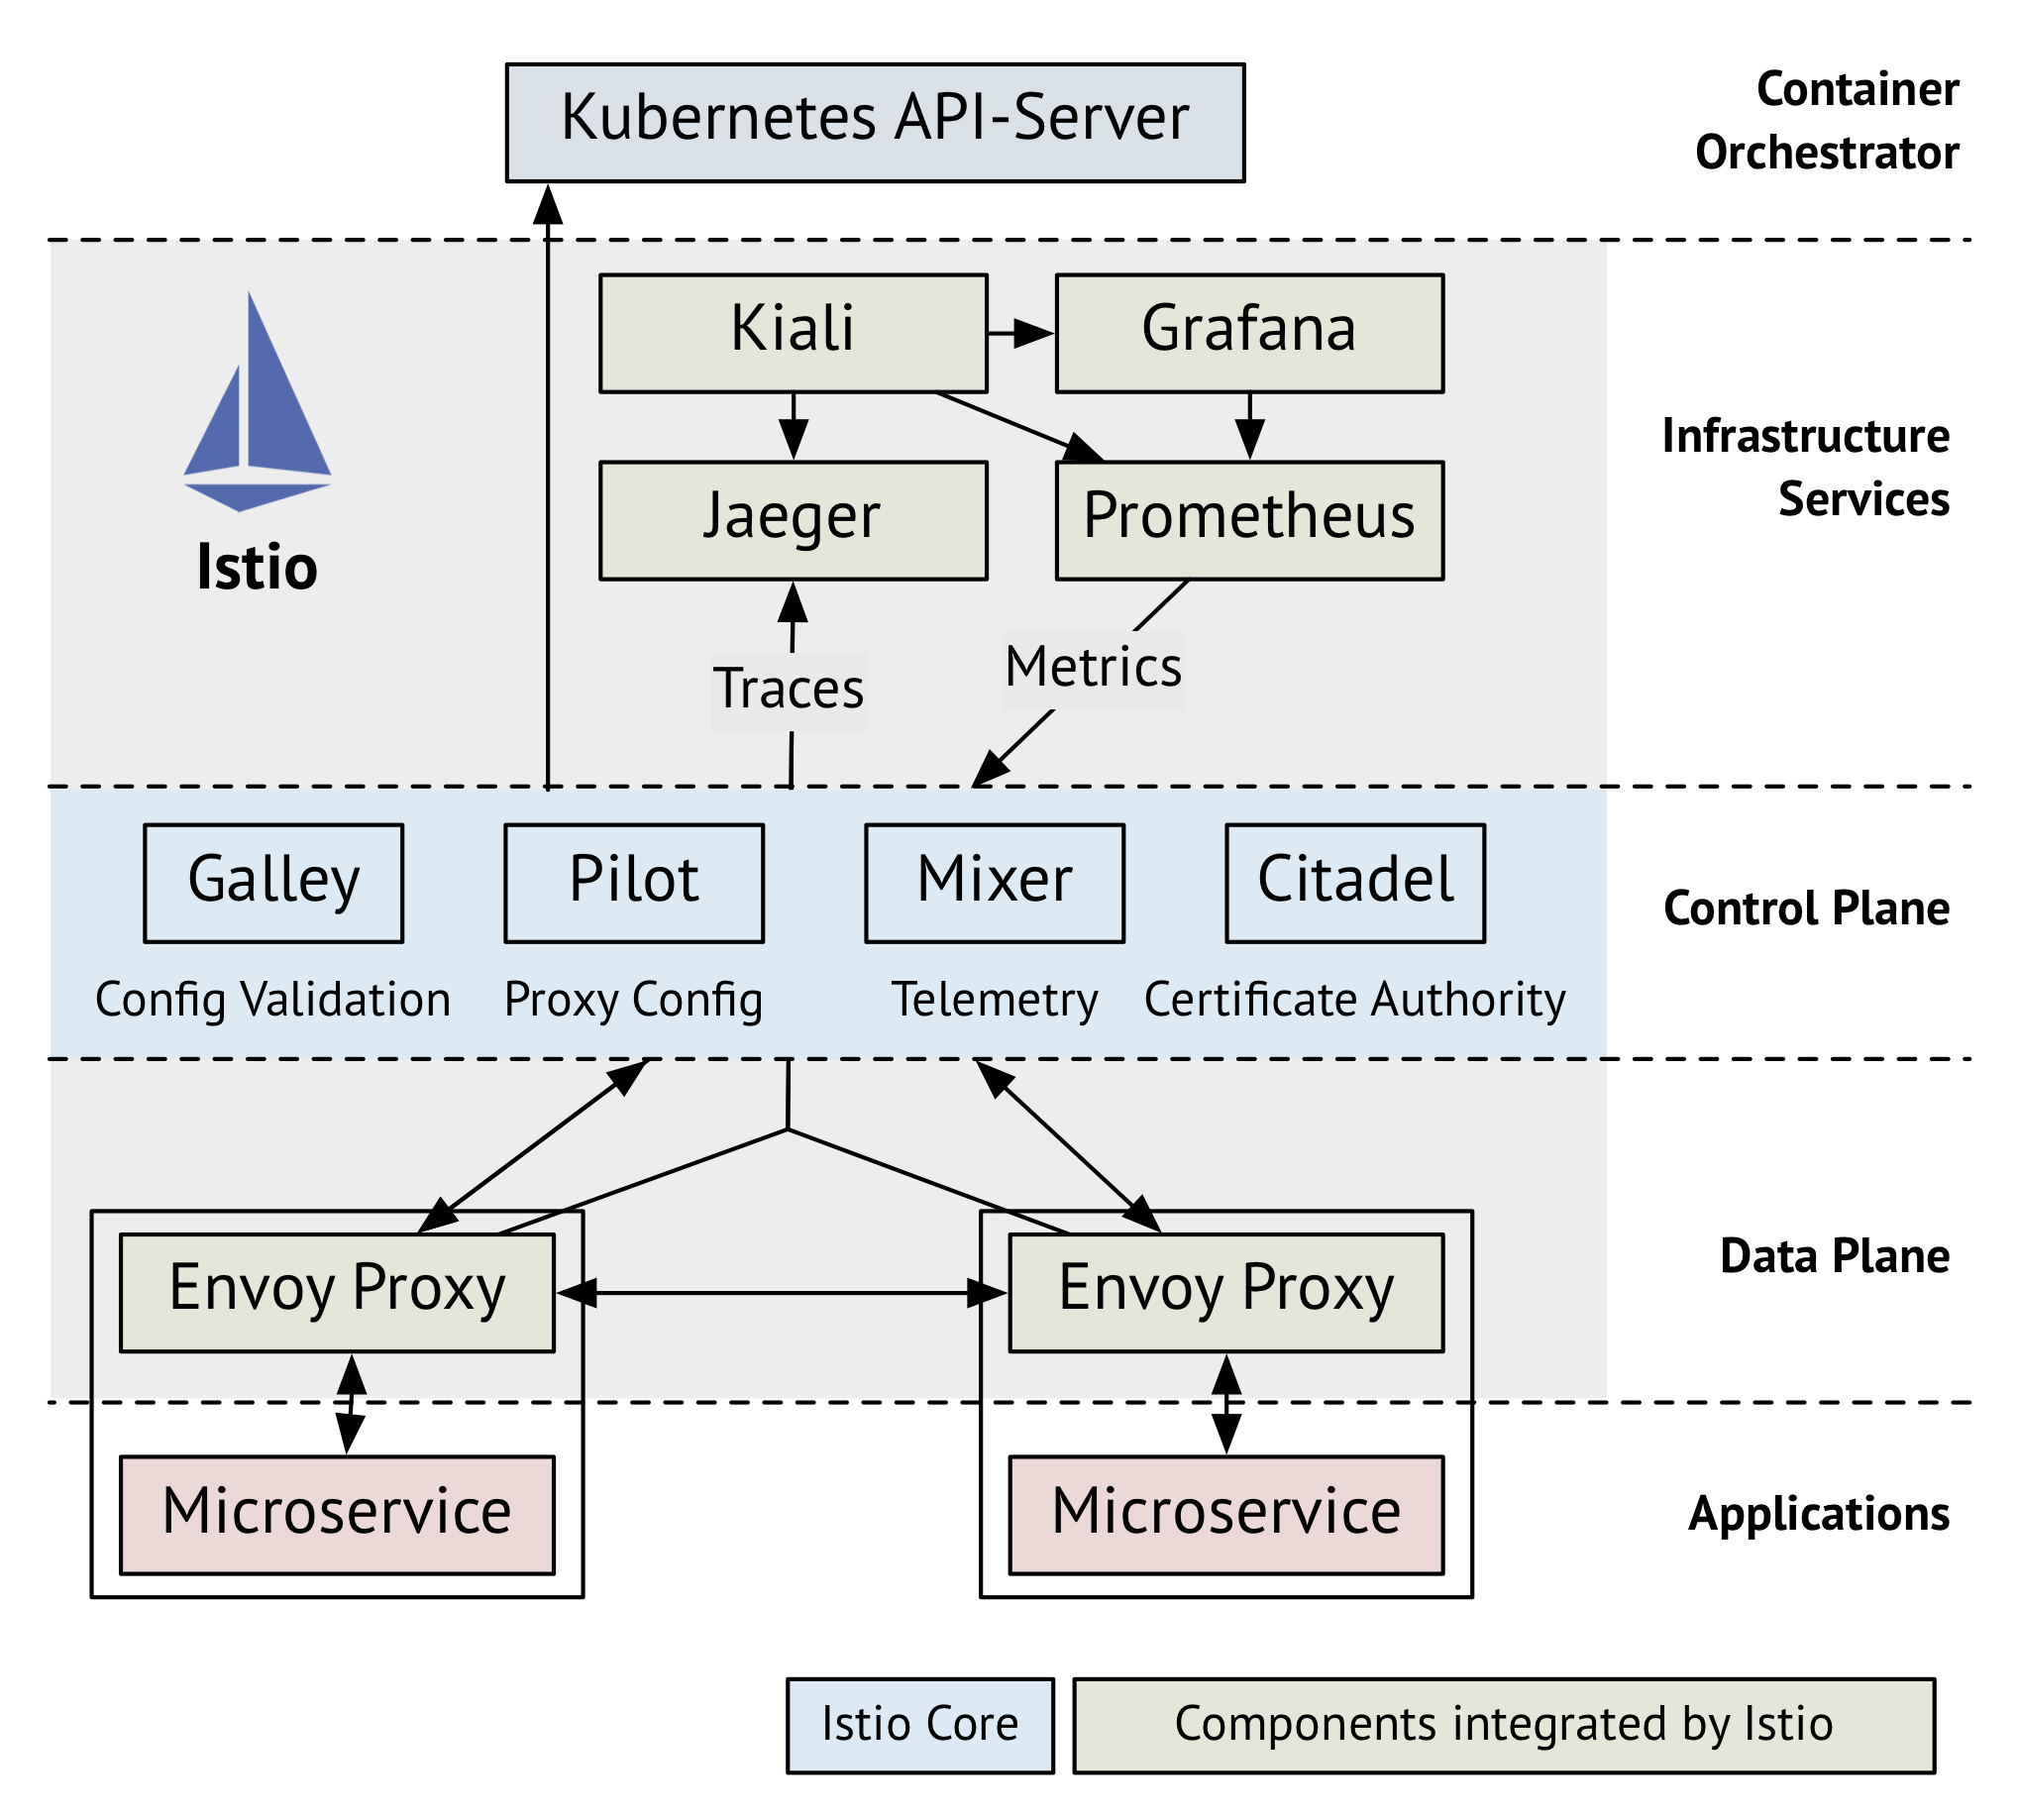 Kubernetes API-Server
Container
Orchestrator
Kiali
Grafana
Jaeger
Prometheus
Infrastructure
Services
Istio
Traces
Metrics
Galley
Pilot
Mixer
Citadel
Config Validation
Proxy Config
Telemetry
Certificate Authority
Control Plane
Envoy Proxy
Envoy Proxy
Data Plane
Microservice
Microservice
Applications
Istio Core
Components integrated by Istio